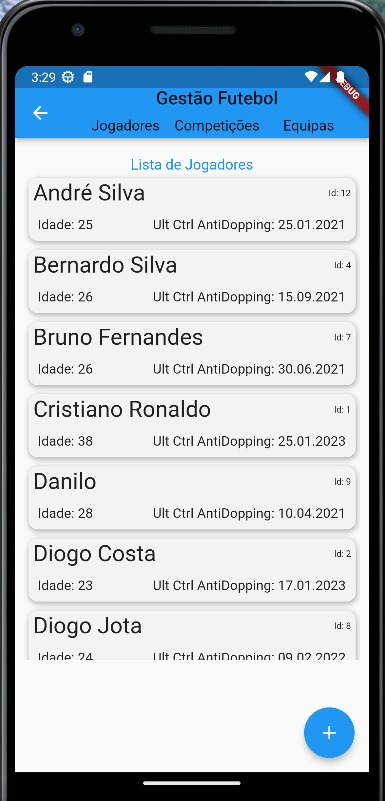 3:29
DEBUG
Gestão Futebol
Jogadores Competições Equipas
Lista de Jogadores
André Silva Id: 12
Idade: 25 Ult Ctrl AntiDopping: 25.01.2021
Bernardo Silva Id: 4
Idade: 26 Ult Ctrl AntiDopping: 15.09.2021
Bruno Fernandes Id: 7
Idade: 26 Ult Ctrl AntiDopping: 30.06.2021
Cristiano Ronaldo Id: 1
Idade: 38 Ult Ctrl AntiDopping: 25.01.2023
Danilo Id: 9
Idade: 28 Ult Ctrl AntiDopping: 10.04.2021
Diogo Costa Id: 2
Idade: 23 Ult Ctrl AntiDopping: 17.01.2023
Diogo Jota Id: 8
Idade: 24 Ult Ctrl AntiDopping: 09.02.2022